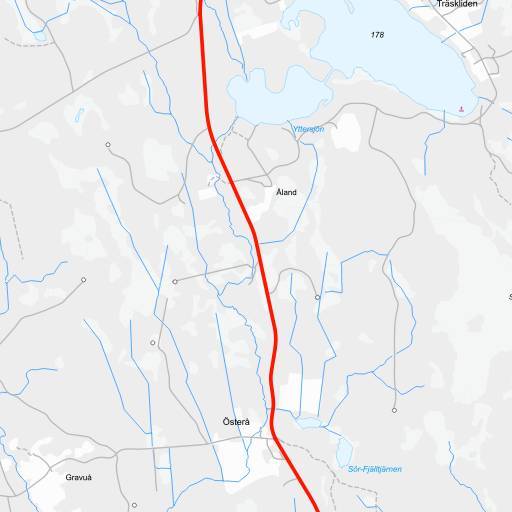 Träskliden
178
Yttersjön
Åland
Österå
Sör-Fjälltjärnen
Gravuå